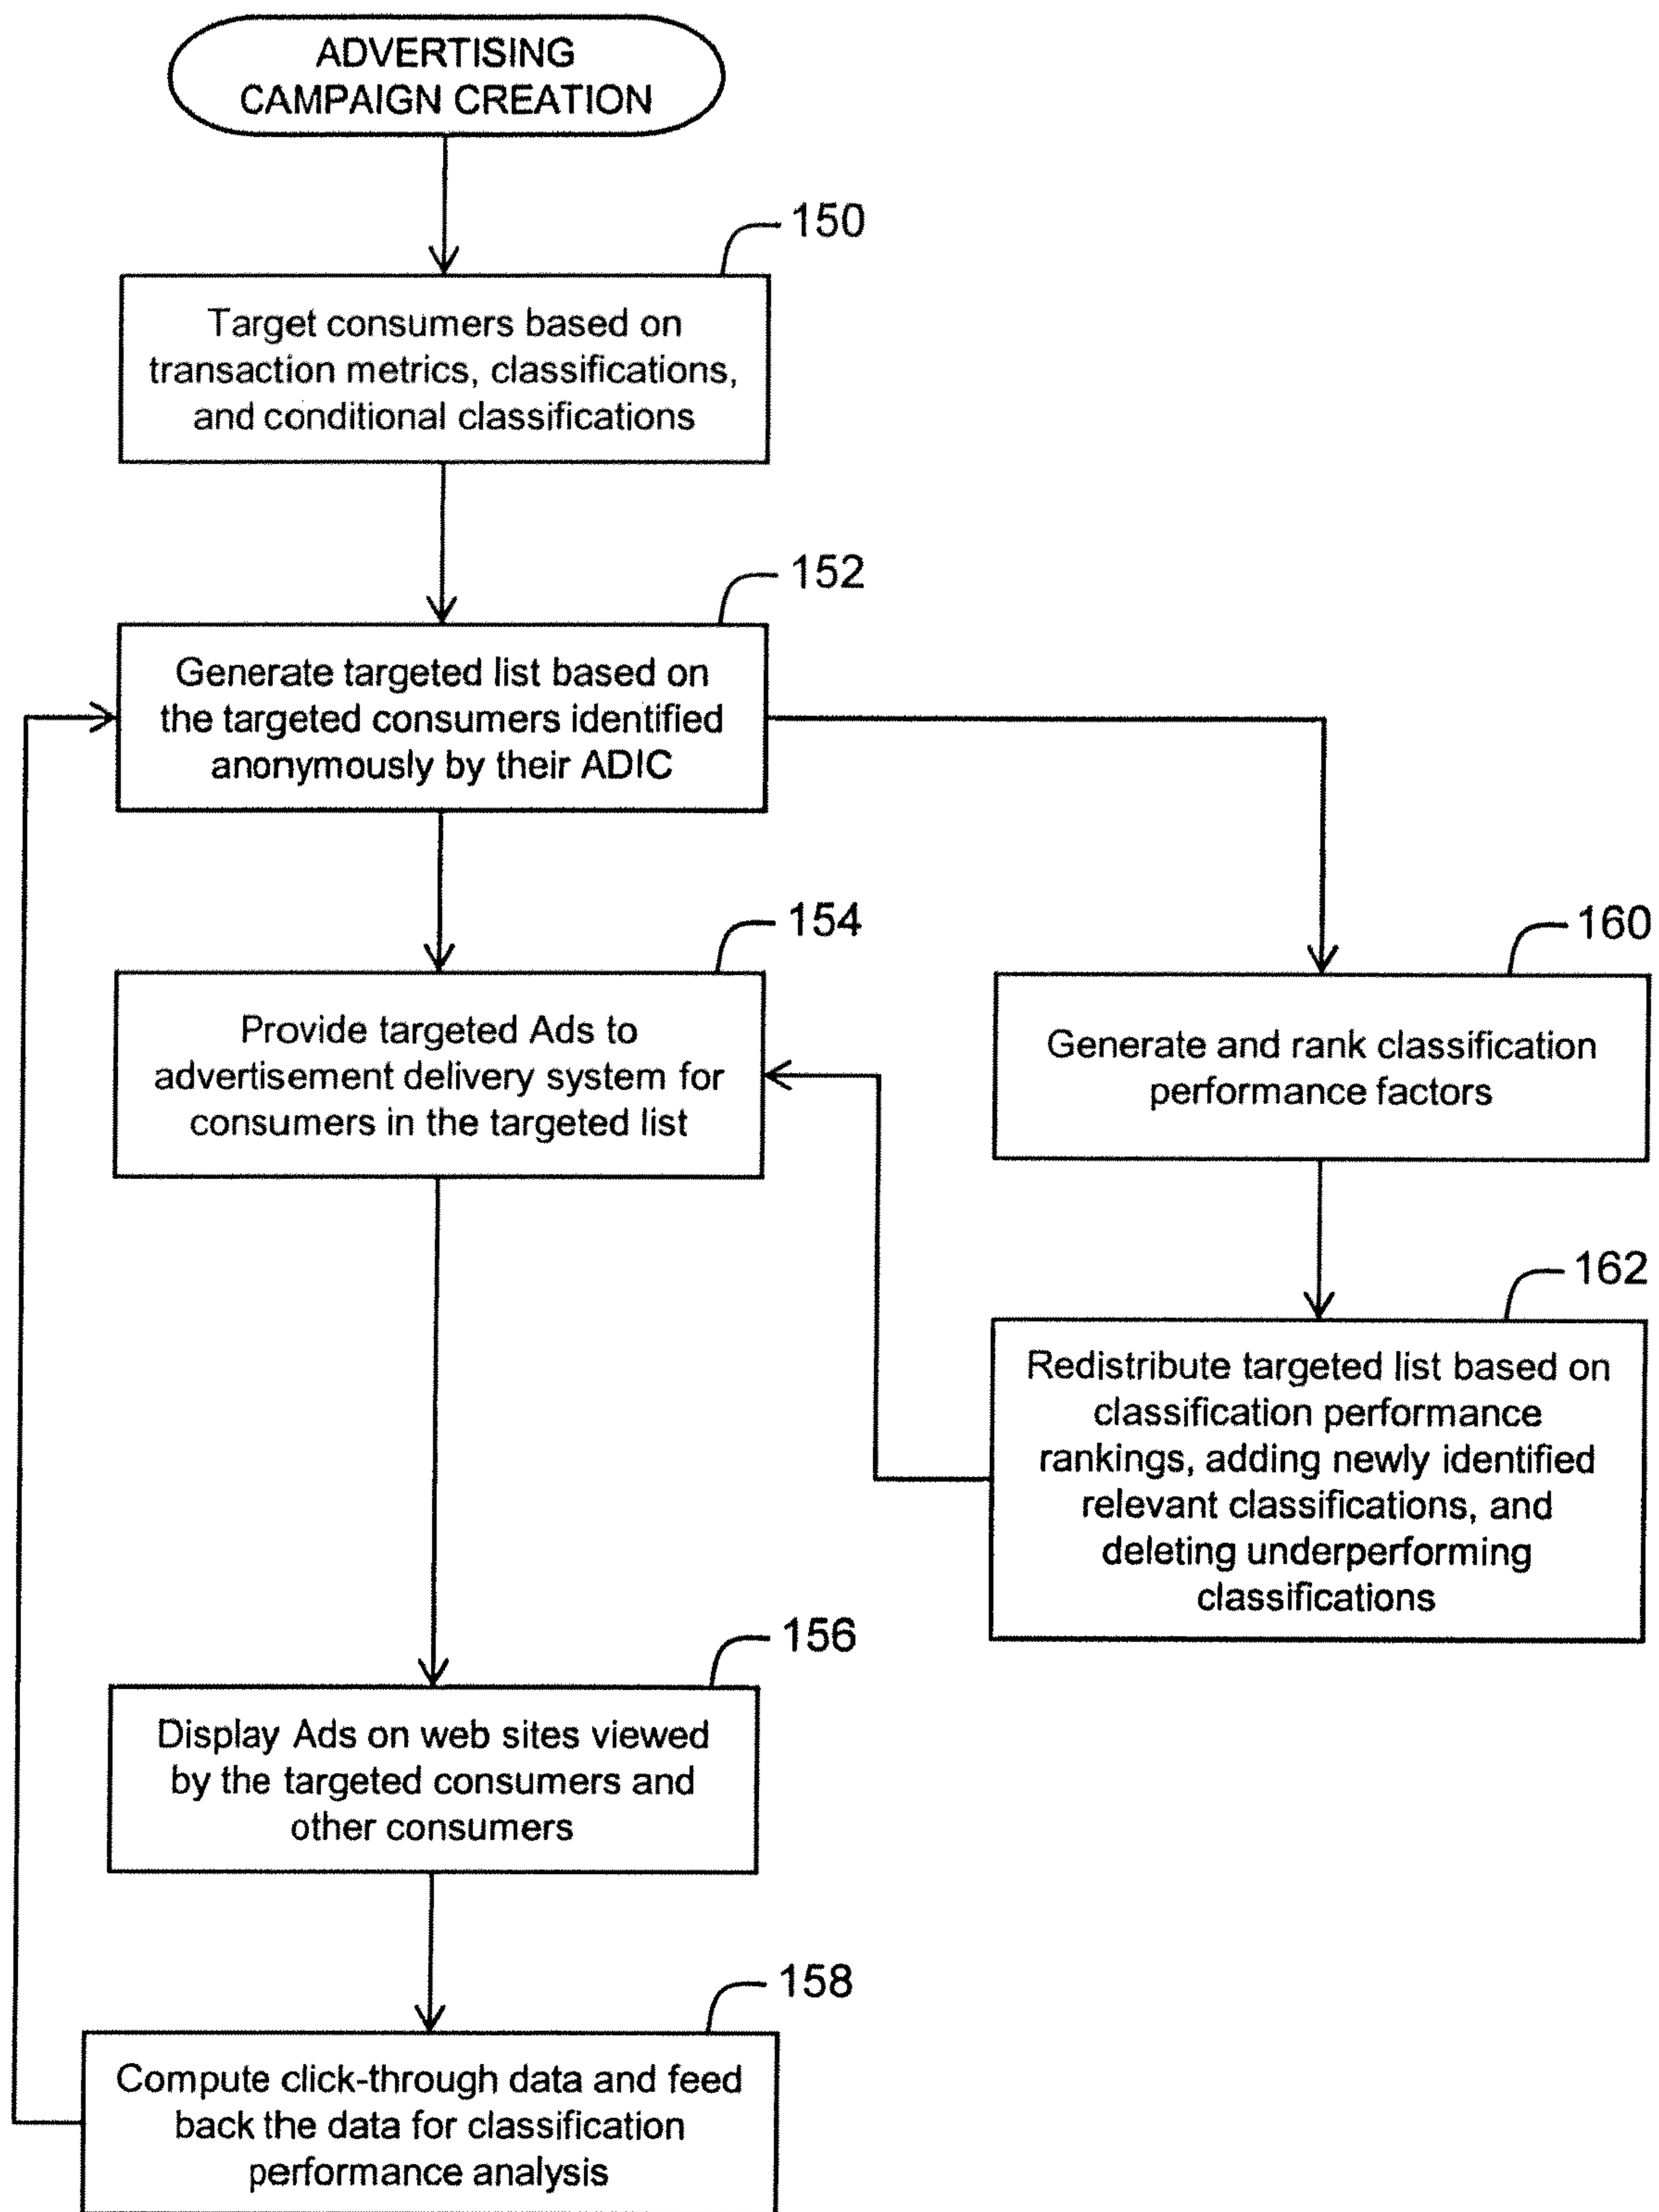 ADVERTISING
CAMPAIGN CREATION
150
Target consumers based on
transaction metrics, classifications,
and conditional classifications
152
Generate targeted list based on
the targeted consumers identified
anonymously by their ADIC
154
Provide targeted Ads to
advertisement delivery system for
consumers in the targeted list
160
Generate and rank classification
performance factors
162
Redistribute targeted list based on
classification performance
rankings, adding newly identified
relevant classifications, and
deleting underperforming
classifications
156
Display Ads on web sites viewed
by the targeted consumers and
other consumers
158
Compute click-through data and feed
back the data for classification
performance analysis